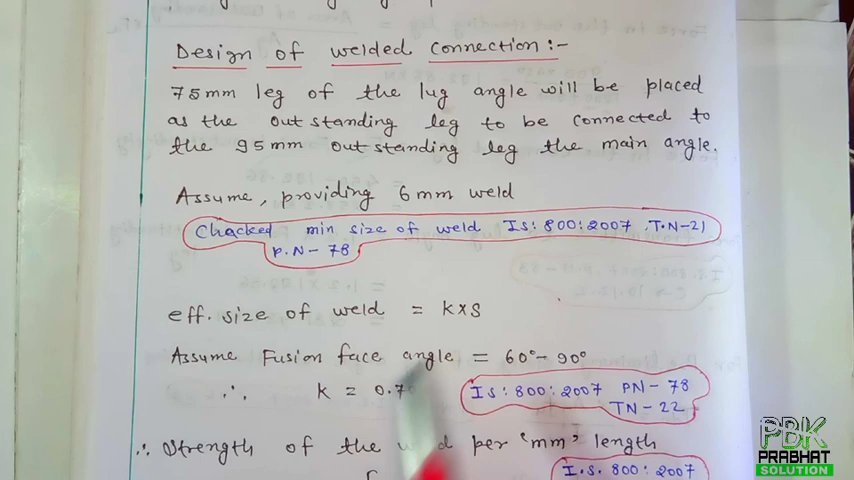 Design of welded connection:-
75mm leg of the lug angle will be placed
as the outstanding leg to be connected to
the 95mm outstanding leg the main angle.
Assume, providing 6mm weld
Chacked min size of weld Is:800:2007, T.N-21
P.N-78
eff. size of weld = k×s
Assume Fusion face angle = 60°-90°
∴ k = 0.7
Is:800:2007 PN-78
TN-22
∴ Strength of the per 'mm' length
I.S. 800:2007
PBK
PRABHAT
SOLUTION